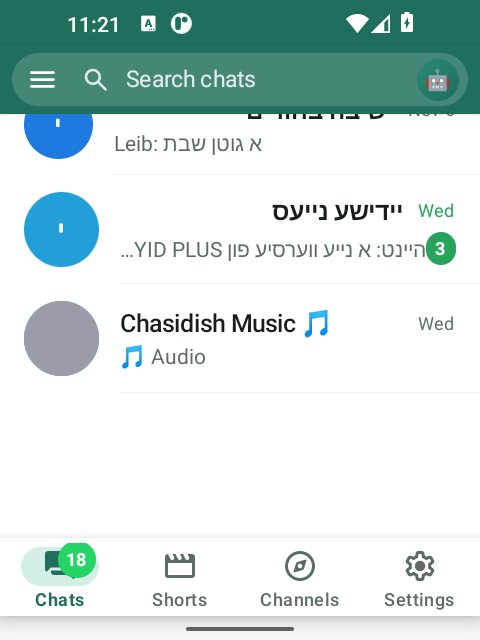 11:21
Search chats
Leib: א גוטן שבת
יידישע נייעס
Wed
היינט: א נייע ווערסיע פון YID PLUS...
3
Chasidish Music 🎵
Wed
🎵 Audio
18
Chats
Shorts
Channels
Settings